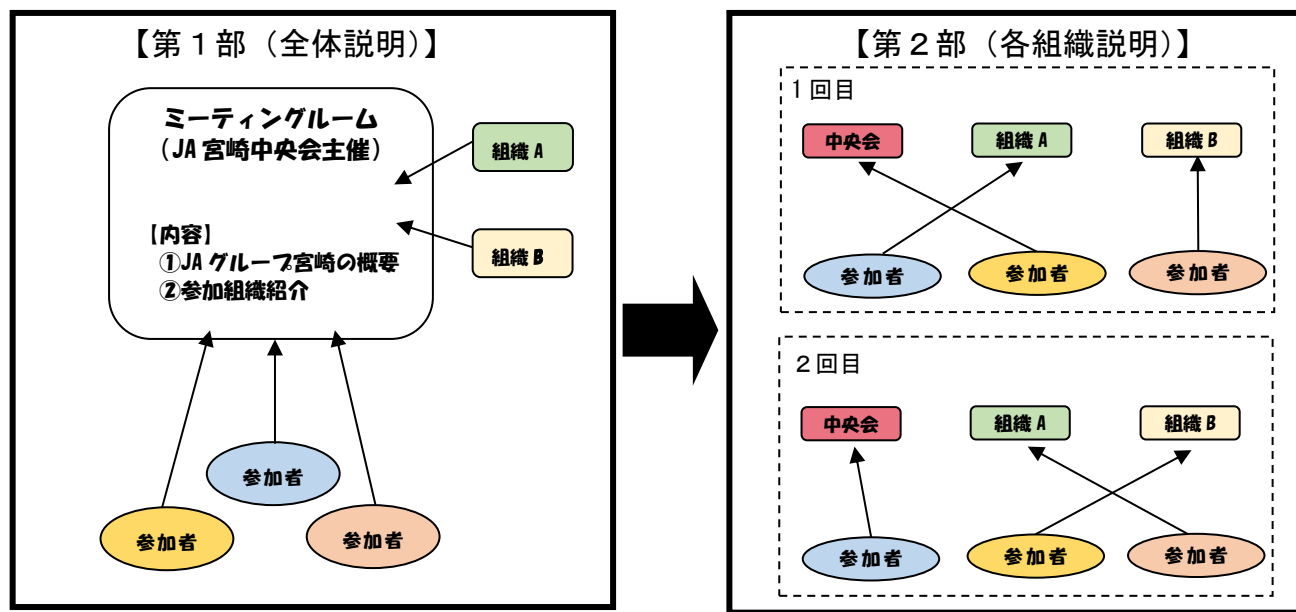 【第１部（全体説明）】
ミーティングルーム
（JA宮崎中央会主催）
組織A
組織B
【内容】
①JAグループ宮崎の概要
②参加組織紹介
参加者
参加者
参加者
【第２部（各組織説明）】
１回目
中央会
組織A
組織B
参加者
参加者
参加者
２回目
中央会
組織A
組織B
参加者
参加者
参加者